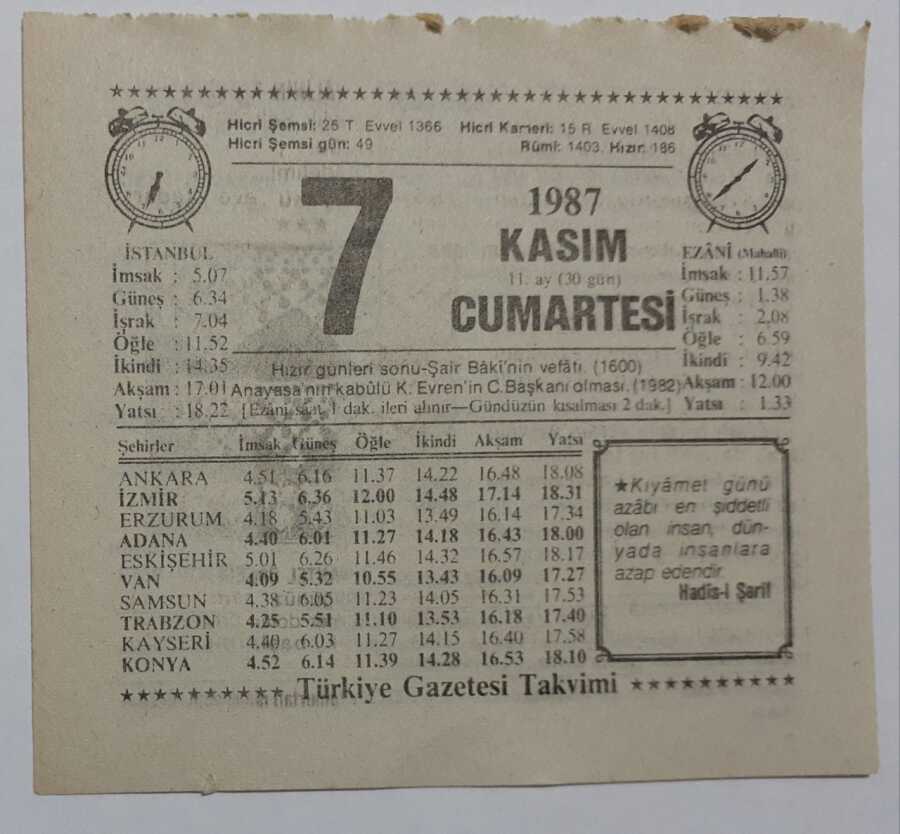 Hicri Şemsi: 25 T. Evvel 1366 Hicri Kameri: 15 R. Evvel 1408
Hicri Şemsi gün: 49 Rûmi: 1403, Hızır: 186
7
1987
KASIM
11. ay (30 gün)
CUMARTESİ
İSTANBUL
İmsak : 5.07
Güneş : 6.34
İşrak : 7.04
Öğle : 11.52
İkindi : 14.35
Akşam : 17.01
Yatsı : 18.22
EZÂNÎ (Mahallî)
İmsak : 11.57
Güneş : 1.38
İşrak : 2.08
Öğle : 6.59
İkindi : 9.42
Akşam : 12.00
Yatsı : 1.33
Hızır günleri sonu-Şair Bâki'nin vefâtı. (1600)
Anayasa'nın kabûlü K. Evren'in C.Başkanı olması. (1982)
[Ezânî saat, 1 dak. ileri alınır—Gündüzün kısalması 2 dak.]
Şehirler İmsak Güneş Öğle İkindi Akşam Yatsı
ANKARA 4.51 6.16 11.37 14.22 16.48 18.08
İZMİR 5.13 6.36 12.00 14.48 17.14 18.31
ERZURUM 4.18 5.43 11.03 13.49 16.14 17.34
ADANA 4.40 6.01 11.27 14.18 16.43 18.00
ESKİŞEHİR 5.01 6.26 11.46 14.32 16.57 18.17
VAN 4.09 5.32 10.55 13.43 16.09 17.27
SAMSUN 4.38 6.05 11.23 14.05 16.31 17.53
TRABZON 4.25 5.51 11.10 13.53 16.18 17.40
KAYSERİ 4.40 6.03 11.27 14.15 16.40 17.58
KONYA 4.52 6.14 11.39 14.28 16.53 18.10
★Kıyâmet günü
azâbı en şiddetli
olan insan, dün-
yada insanlara
azap edendir.
Hadîs-i Şerîf
Türkiye Gazetesi Takvimi